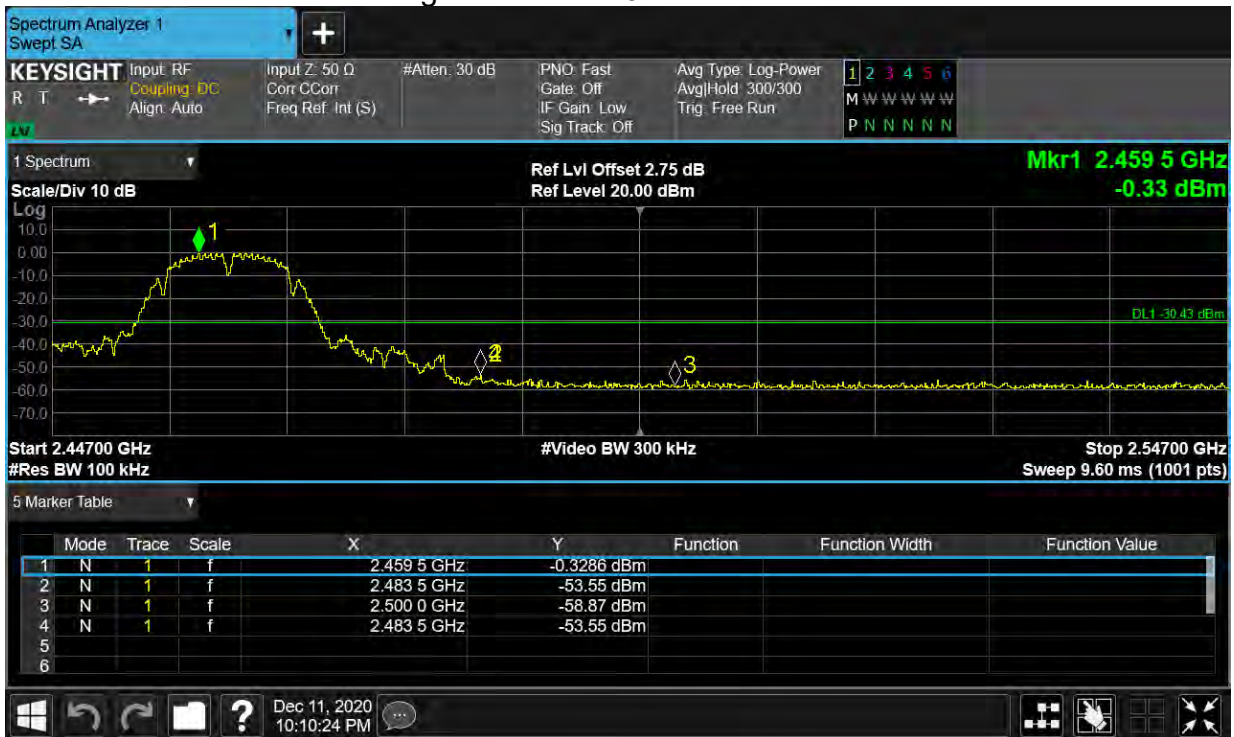 Spectrum Analyzer 1
Swept SA
+
KEYSIGHT Input: RF Input Z: 50 Ω #Atten: 30 dB PNO: Fast Avg Type: Log-Power 1 2 3 4 5 6
R T Coupling: DC Corr CCorr Gate: Off Avg|Hold: 300/300 M W W W W W
Align: Auto Freq Ref: Int (S) IF Gain: Low Trig: Free Run
Sig Track: Off P N N N N N
LXI
1 Spectrum Ref Lvl Offset 2.75 dB Mkr1 2.459 5 GHz
Scale/Div 10 dB Ref Level 20.00 dBm -0.33 dBm
Log
10.0
1
0.00
-10.0
-20.0
DL1 -30.43 dBm
-30.0
-40.0
2
3
-50.0
-60.0
-70.0
Start 2.44700 GHz #Video BW 300 kHz Stop 2.54700 GHz
#Res BW 100 kHz Sweep 9.60 ms (1001 pts)
5 Marker Table
Mode Trace Scale X Y Function Function Width Function Value
1 N 1 f 2.459 5 GHz -0.3286 dBm
2 N 1 f 2.483 5 GHz -53.55 dBm
3 N 1 f 2.500 0 GHz -58.87 dBm
4 N 1 f 2.483 5 GHz -53.55 dBm
5
6
? Dec 11, 2020
10:10:24 PM